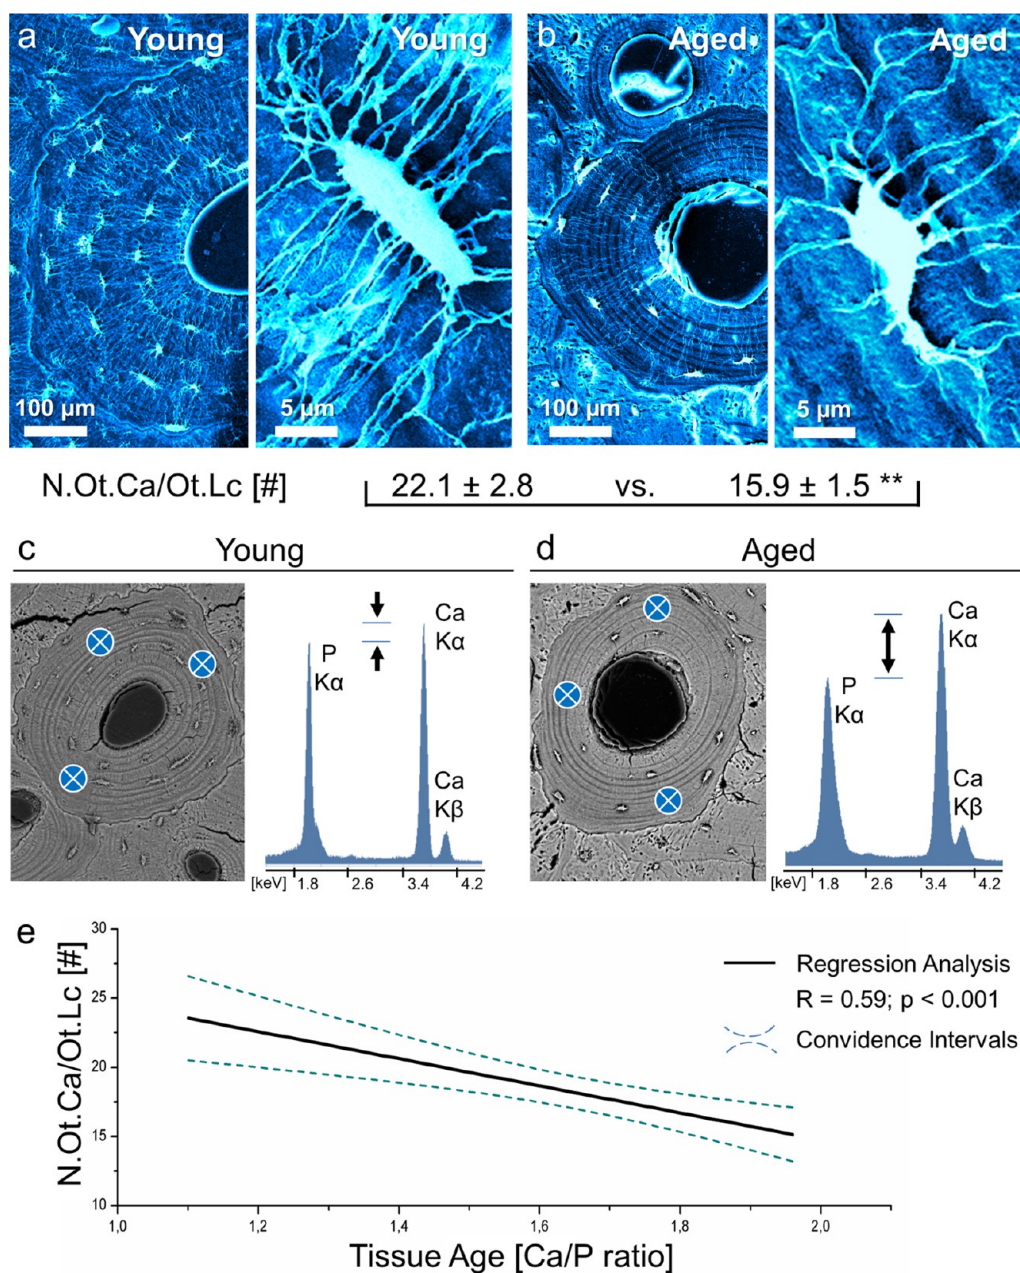 a Young Young b Aged Aged
100 µm 5 µm 100 µm 5 µm
N.Ot.Ca/Ot.Lc [#] 22.1 ± 2.8 vs. 15.9 ± 1.5 **
c Young d Aged
P
Kα
Ca
Kα
Ca
Kβ
[keV] 1.8 2.6 3.4 4.2
P
Kα
Ca
Kα
Ca
Kβ
[keV] 1.8 2.6 3.4 4.2
e
N.Ot.Ca/Ot.Lc [#]
30
25
20
15
10
Regression Analysis
R = 0.59; p < 0.001
Convidence Intervals
1,0 1,2 1,4 1,6 1,8 2,0
Tissue Age [Ca/P ratio]